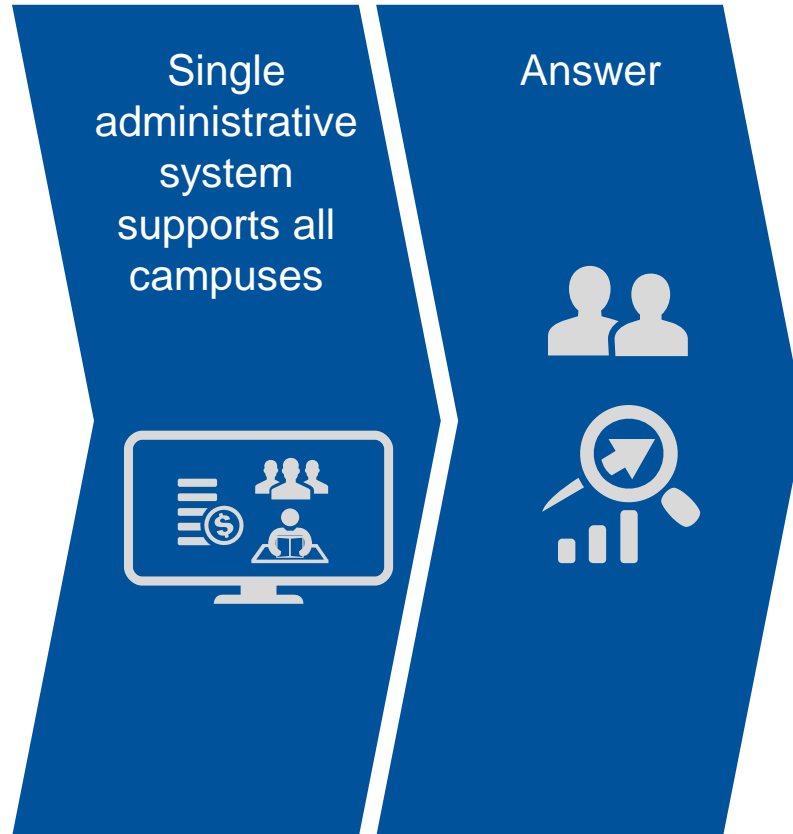 Single
administrative
system
supports all
campuses
Answer
$